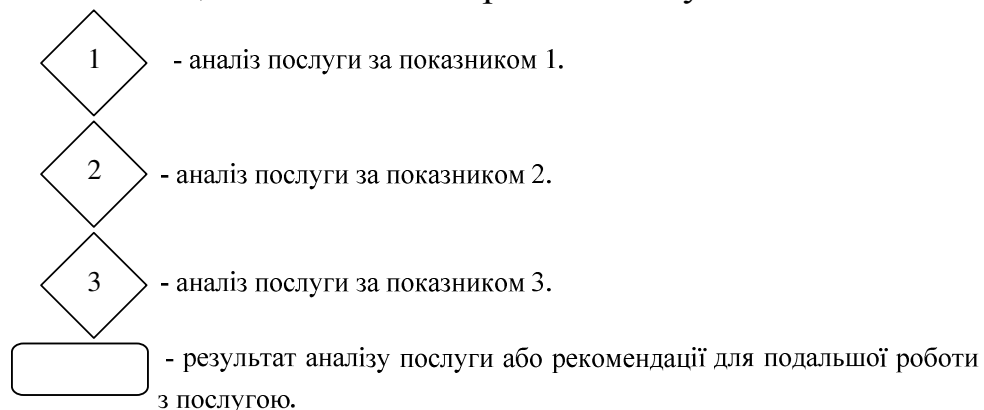 1 - аналіз послуги за показником 1.
2 - аналіз послуги за показником 2.
3 - аналіз послуги за показником 3.
- результат аналізу послуги або рекомендації для подальшої роботи
з послугою.